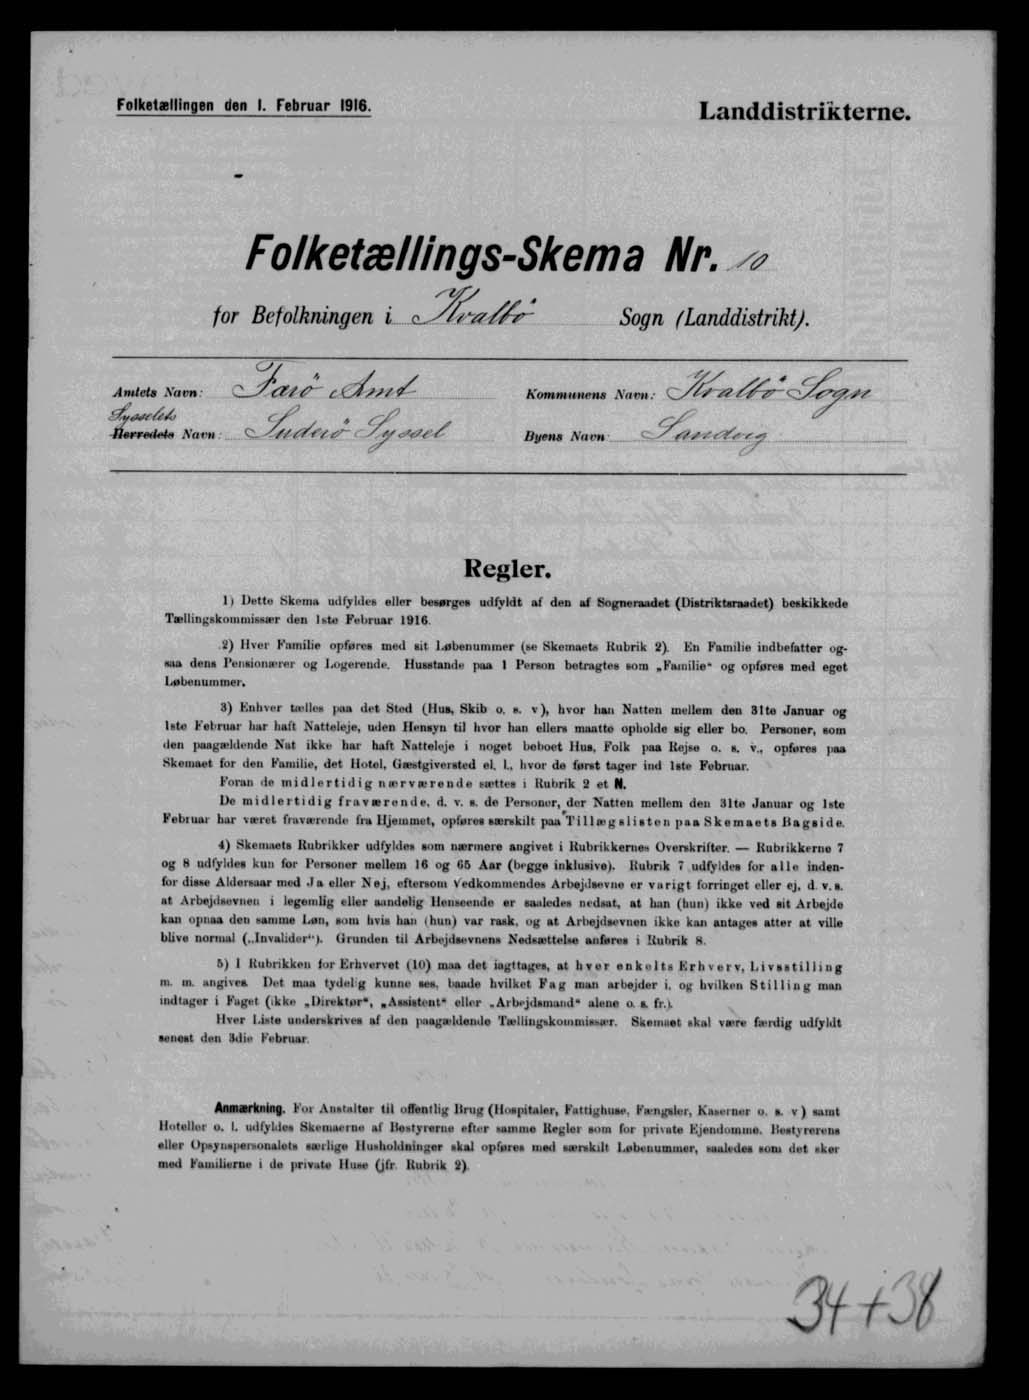 Folketællingen den 1. Februar 1916.
Landdistrikterne.
Folketællings-Skema Nr. 10
for Befolkningen i Kvalbø Sogn (Landdistrikt).
Amtets Navn: Færö Amt
Kommunens Navn: Kvalbø Sogn
Sysselets
Herredets Navn: Suderö Syssel
Byens Navn: Sandvig
Regler.
1) Dette Skema udfyldes eller besørges udfyldt af den af Sogneraadet (Distriktsraadet) beskikkede
Tællingskommissær den 1ste Februar 1916.
2) Hver Familie opføres med sit Løbenummer (se Skemaets Rubrik 2). En Familie indbefatter og-
saa dens Pensionærer og Logerende. Husstande paa 1 Person betragtes som „Familie“ og opføres med eget
Løbenummer.
3) Enhver tælles paa det Sted (Hus, Skib o. s. v), hvor han Natten mellem den 31te Januar og
1ste Februar har haft Natteleje, uden Hensyn til hvor han ellers maatte opholde sig eller bo. Personer, som
den paagældende Nat ikke har haft Natteleje i noget beboet Hus, Folk paa Rejse o. s. v., opføres paa
Skemaet for den Familie, det Hotel, Gæstgiversted el. l., hvor de først tager ind 1ste Februar.
Foran de midlertidig nærværende sættes i Rubrik 2 et N.
De midlertidig fraværende, d. v. s. de Personer, der Natten mellem den 31te Januar og 1ste
Februar har været fraværende fra Hjemmet, opføres særskilt paa Tillægslisten paa Skemaets Bagside.
4) Skemaets Rubrikker udfyldes som nærmere angivet i Rubrikkernes Overskrifter. — Rubrikkerne 7
og 8 udfyldes kun for Personer mellem 16 og 65 Aar (begge inklusive). Rubrik 7 udfyldes for alle inden-
for disse Aldersaar med Ja eller Nej, eftersom Vedkommendes Arbejdsevne er varigt forringet eller ej, d. v. s.
at Arbejdsevnen i legemlig eller aandelig Henseende er saaledes nedsat, at han (hun) ikke ved sit Arbejde
kan opnaa den samme Løn, som hvis han (hun) var rask, og at Arbejdsevnen ikke kan antages atter at ville
blive normal („Invalider“). Grunden til Arbejdsevnens Nedsættelse anføres i Rubrik 8.
5) I Rubrikken for Erhvervet (10) maa det iagttages, at hver enkelts Erhverv, Livsstilling
m. m. angives. Det maa tydelig kunne ses, baade hvilket Fag man arbejder i, og hvilken Stilling man
indtager i Faget (ikke „Direktør“, „Assistent“ eller „Arbejdsmand“ alene o. s. fr.).
Hver Liste underskrives af den paagældende Tællingskommissær. Skemaet skal være færdig udfyldt
senest den 3die Februar.
Anmærkning. For Anstalter til offentlig Brug (Hospitaler, Fattighuse, Fængsler, Kaserner o. s. v) samt
Hoteller o. l. udfyldes Skemaerne af Bestyrerne efter samme Regler som for private Ejendomme. Bestyrerens
eller Opsynspersonalets særlige Husholdninger skal opføres med særskilt Løbenummer, saaledes som det sker
med Familierne i de private Huse (jfr. Rubrik 2).
34 + 38